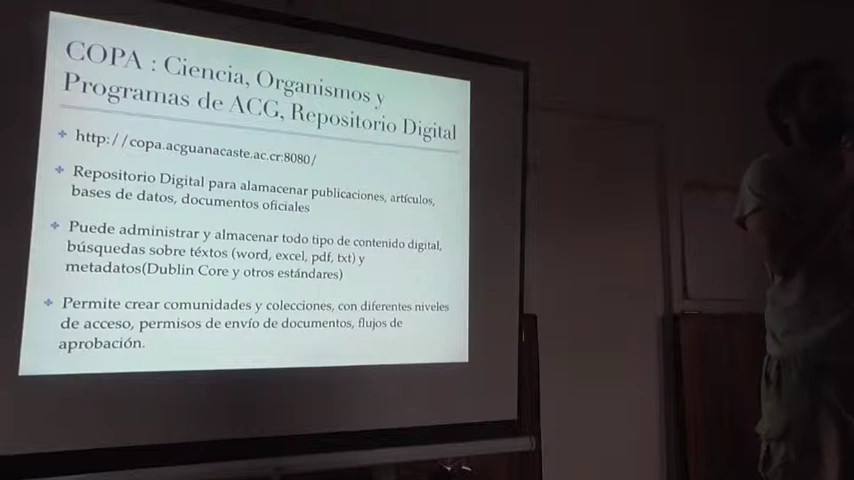 COPA : Ciencia, Organismos y
Programas de ACG, Repositorio Digital
http://copa.acguanacaste.ac.cr:8080/
Repositorio Digital para alamacenar publicaciones, artículos,
bases de datos, documentos oficiales
Puede administrar y almacenar todo tipo de contenido digital,
búsquedas sobre téxtos (word, excel, pdf, txt) y
metadatos(Dublin Core y otros estándares)
Permite crear comunidades y colecciones, con diferentes niveles
de acceso, permisos de envío de documentos, flujos de
aprobación.